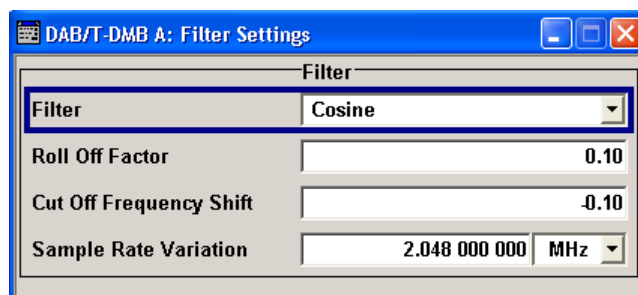 DAB/T-DMB A: Filter Settings
Filter
Filter Cosine
Roll Off Factor 0.10
Cut Off Frequency Shift -0.10
Sample Rate Variation 2.048 000 000 MHz